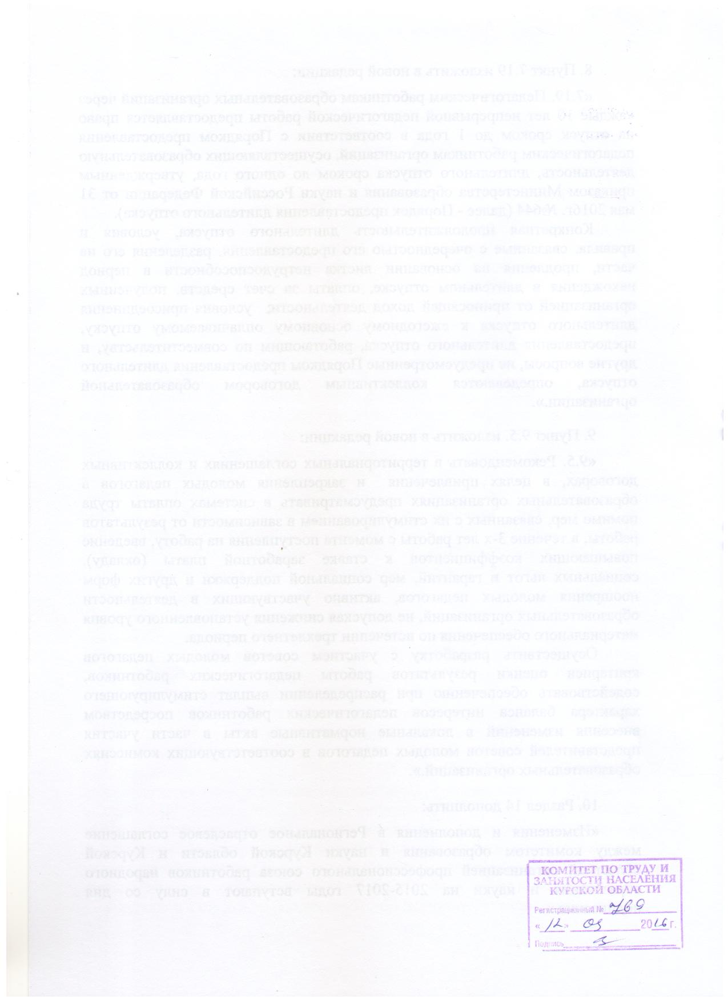 8. Пункт 7.19 изложить в новой редакции:
«7.19. Педагогическим работникам образовательных организаций через
каждые 10 лет непрерывной педагогической работы предоставляется право
на отпуск сроком до 1 года в соответствии с Порядком предоставления
педагогическим работникам организаций, осуществляющих образовательную
деятельность, длительного отпуска сроком до одного года, утвержденным
приказом Министерства образования и науки Российской Федерации от 31
мая 2016г. №644 (далее - Порядок предоставления длительного отпуска).
Конкретная продолжительность длительного отпуска, условия и
правила, связанные с очередностью его предоставления, разделения его на
части, продления на основании листка нетрудоспособности в период
нахождения в длительном отпуске, оплаты за счет средств, полученных
организацией от приносящей доход деятельности; условия присоединения
длительного отпуска к ежегодному основному оплачиваемому отпуску,
предоставления длительного отпуска, работающим по совместительству, и
другие вопросы, не предусмотренные Порядком предоставления длительного
отпуска, определяются коллективным договором образовательной
организации.».
9. Пункт 9.5. изложить в новой редакции:
«9.5. Рекомендовать в территориальных соглашениях и коллективных
договорах, в целях привлечения и закрепления молодых педагогов в
образовательных организациях предусматривать в системах оплаты труда
помимо мер, связанных с их стимулированием в зависимости от результатов
работы, в течение 3-х лет работы с момента поступления на работу, введение
повышающих коэффициентов к ставке заработной платы (окладу),
социальных льгот и гарантий, мер социальной поддержки и других форм
поощрения молодых педагогов, активно участвующих в деятельности
образовательных организаций, не допуская снижения установленного уровня
материального обеспечения по истечении трехлетнего периода.
Осуществить разработку с участием советов молодых педагогов
критериев оценки результатов работы педагогических работников,
содействовать обеспечению при распределении выплат стимулирующего
характера баланса интересов педагогических работников посредством
внесения изменений в локальные нормативные акты в части участия
представителей советов молодых педагогов в соответствующих комиссиях
образовательных организаций.».
10. Раздел 14 дополнить:
«Изменения и дополнения в Региональное отраслевое соглашение
между комитетом образования и науки Курской области и Курской
организацией профессионального союза работников народного
и науки на 2015-2017 годы вступают в силу со дня
КОМИТЕТ ПО ТРУДУ И
ЗАНЯТОСТИ НАСЕЛЕНИЯ
КУРСКОЙ ОБЛАСТИ
Регистрационный № 769
«12» 09 2016 г.
Подпись